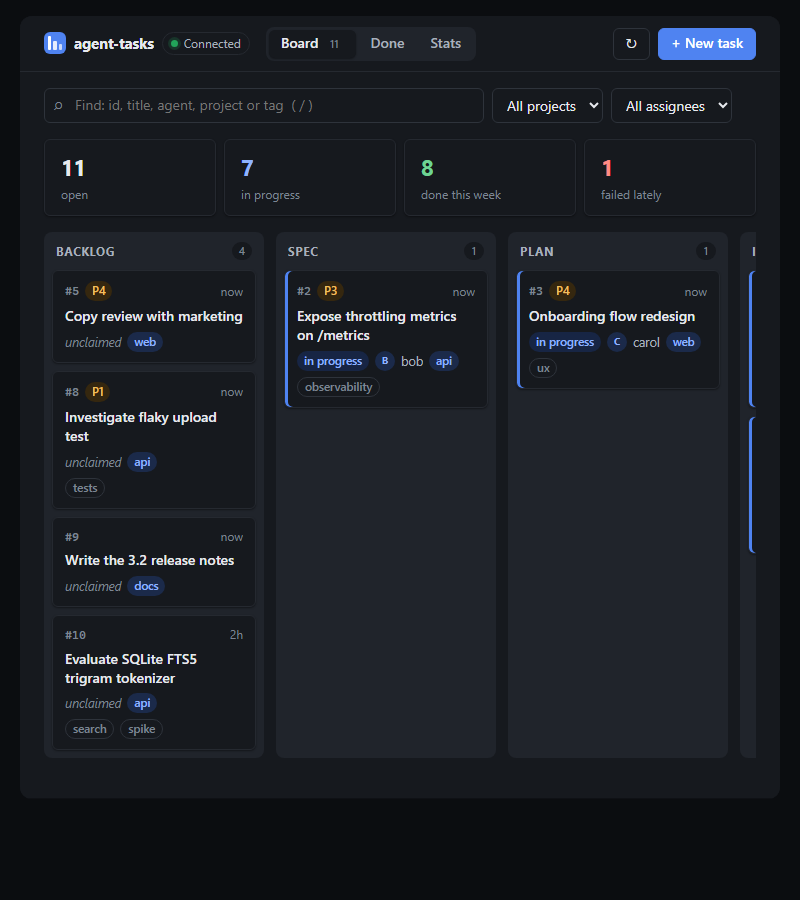 agent-tasks
Connected
Board 11
Done
Stats
↻
+ New task
Find: id, title, agent, project or tag ( / )
All projects
All assignees
11
open
7
in progress
8
done this week
1
failed lately
BACKLOG 4
#5 P4 now
Copy review with marketing
unclaimed web
#8 P1 now
Investigate flaky upload
test
unclaimed api
tests
#9 now
Write the 3.2 release notes
unclaimed docs
#10 2h
Evaluate SQLite FTS5
trigram tokenizer
unclaimed api
search spike
SPEC 1
#2 P3 now
Expose throttling metrics
on /metrics
in progress B bob api
observability
PLAN 1
#3 P4 now
Onboarding flow redesign
in progress C carol web
ux